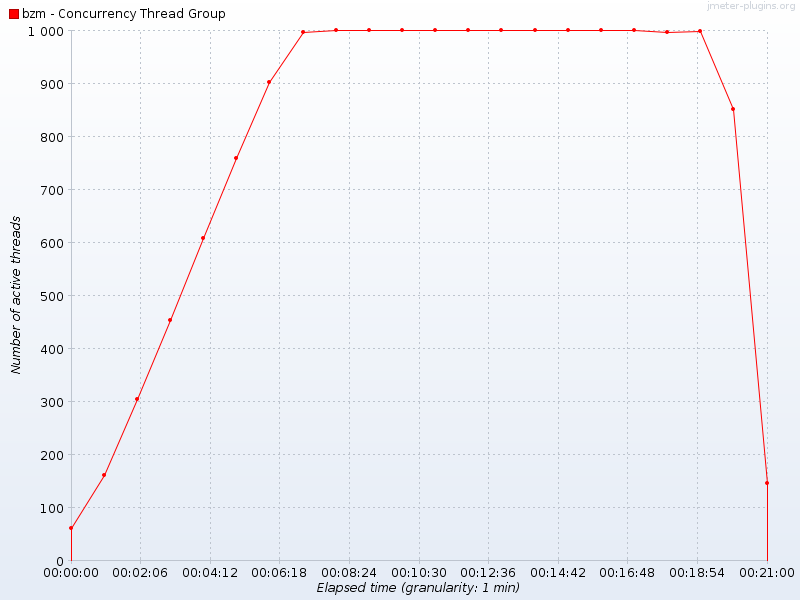 jmeter-plugins.org
bzm - Concurrency Thread Group
1 000
900
800
700
600
500
400
300
200
100
0
Number of active threads
00:00:00 00:02:06 00:04:12 00:06:18 00:08:24 00:10:30 00:12:36 00:14:42 00:16:48 00:18:54 00:21:00
Elapsed time (granularity: 1 min)